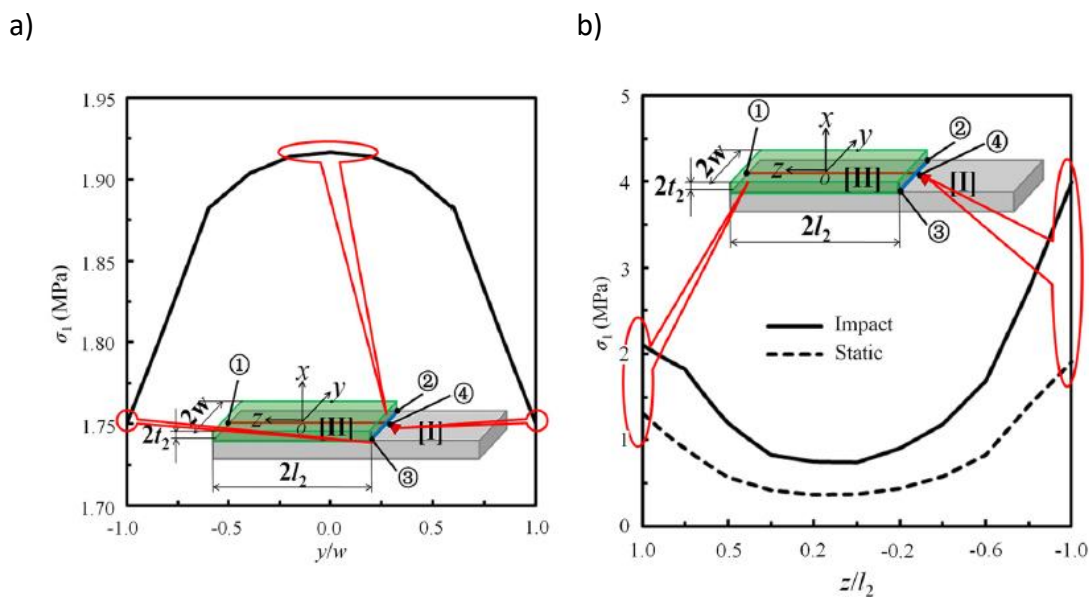 a)
b)
1.95
1.90
1.85
1.80
1.75
1.70
σ₁ (MPa)
-1.0
-0.5
0.0
0.5
1.0
y/w
①
②
④
③
x
y
z
o
2w
2t₂
2l₂
[II]
[I]
5
4
3
2
1
0
σ₁ (MPa)
①
②
④
③
x
y
z
o
2w
2t₂
2l₂
[II]
[I]
Impact
Static
1.0
0.5
0.2
-0.2
-0.6
-1.0
z/l₂